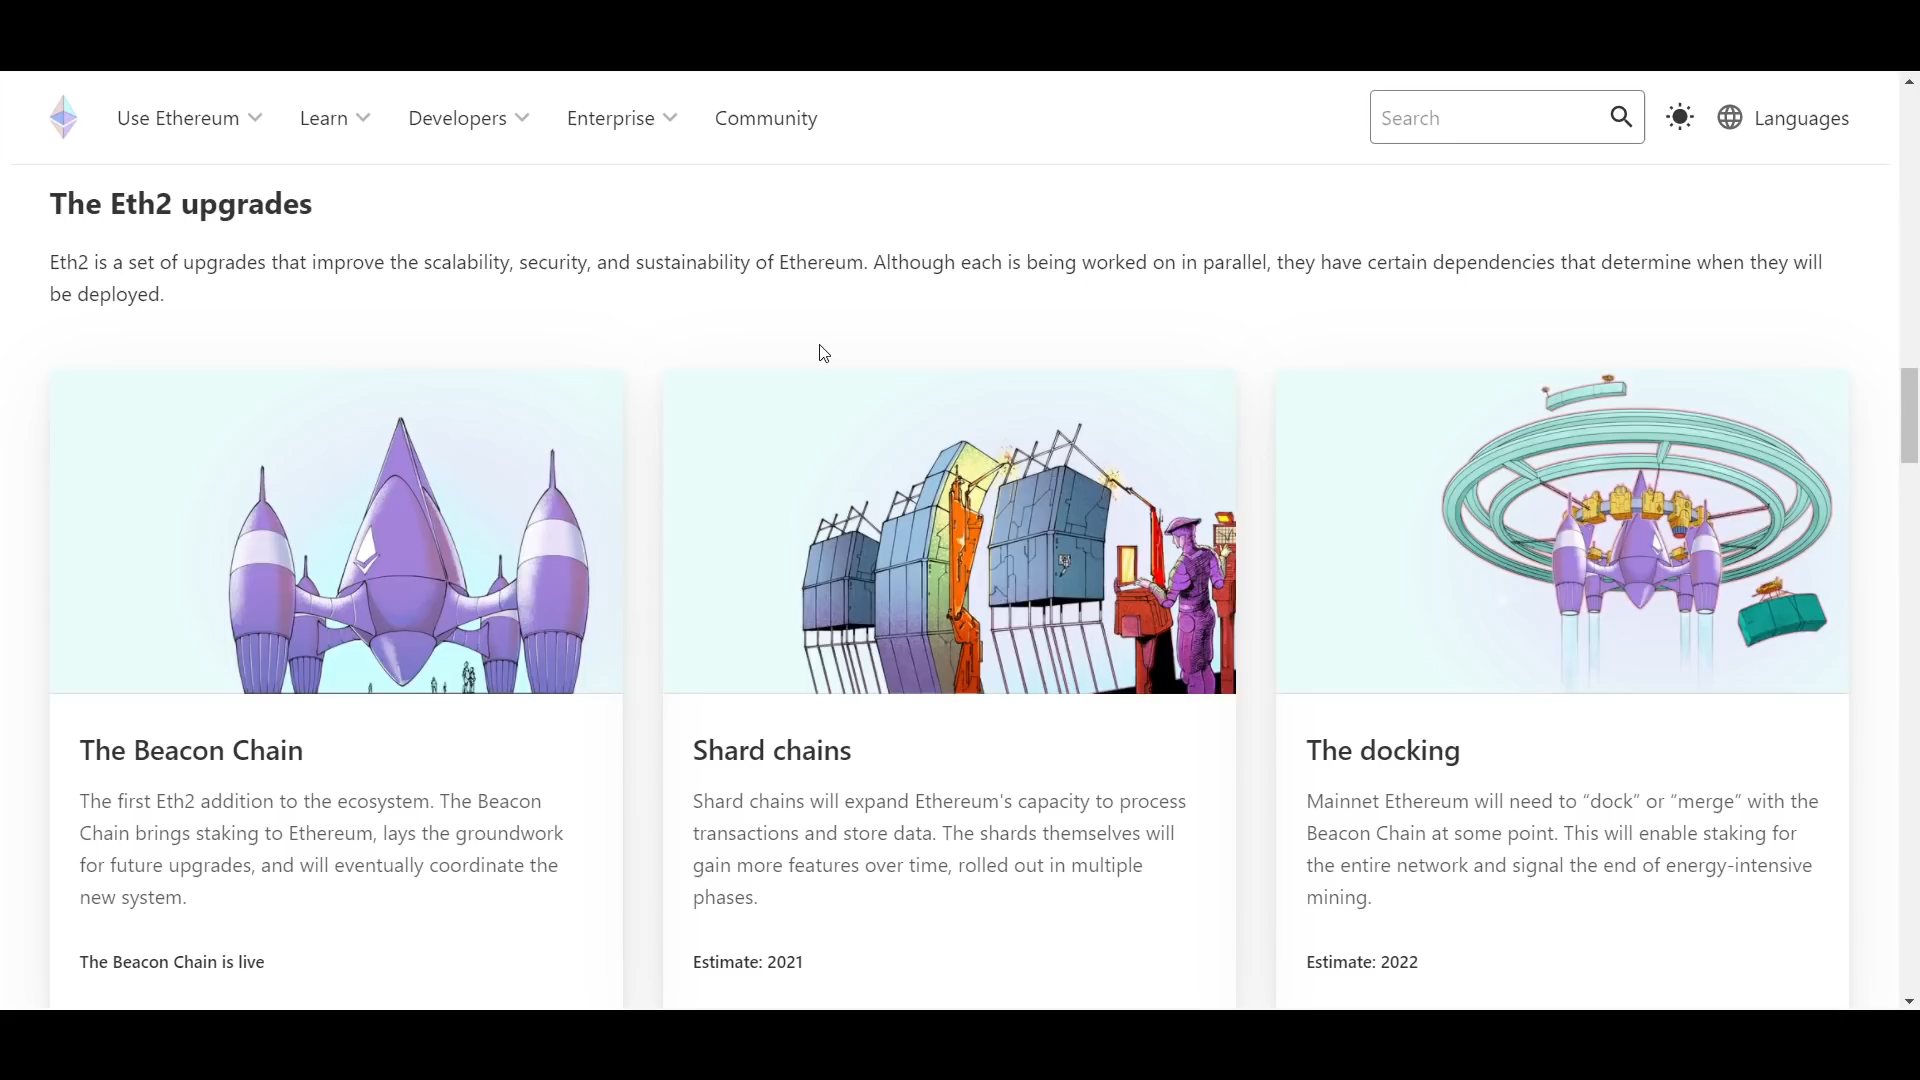 Use Ethereum Learn Developers Enterprise Community Search Languages
The Eth2 upgrades
Eth2 is a set of upgrades that improve the scalability, security, and sustainability of Ethereum. Although each is being worked on in parallel, they have certain dependencies that determine when they will
be deployed.
The Beacon Chain
The first Eth2 addition to the ecosystem. The Beacon
Chain brings staking to Ethereum, lays the groundwork
for future upgrades, and will eventually coordinate the
new system.
The Beacon Chain is live
Shard chains
Shard chains will expand Ethereum's capacity to process
transactions and store data. The shards themselves will
gain more features over time, rolled out in multiple
phases.
Estimate: 2021
The docking
Mainnet Ethereum will need to “dock” or “merge” with the
Beacon Chain at some point. This will enable staking for
the entire network and signal the end of energy-intensive
mining.
Estimate: 2022